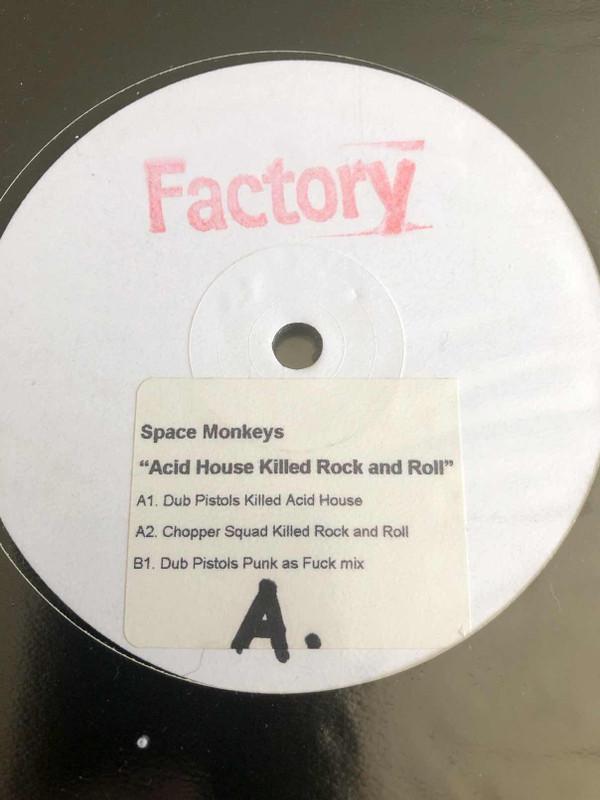 Factory
Space Monkeys
“Acid House Killed Rock and Roll”
A1. Dub Pistols Killed Acid House
A2. Chopper Squad Killed Rock and Roll
B1. Dub Pistols Punk as Fuck mix
A.